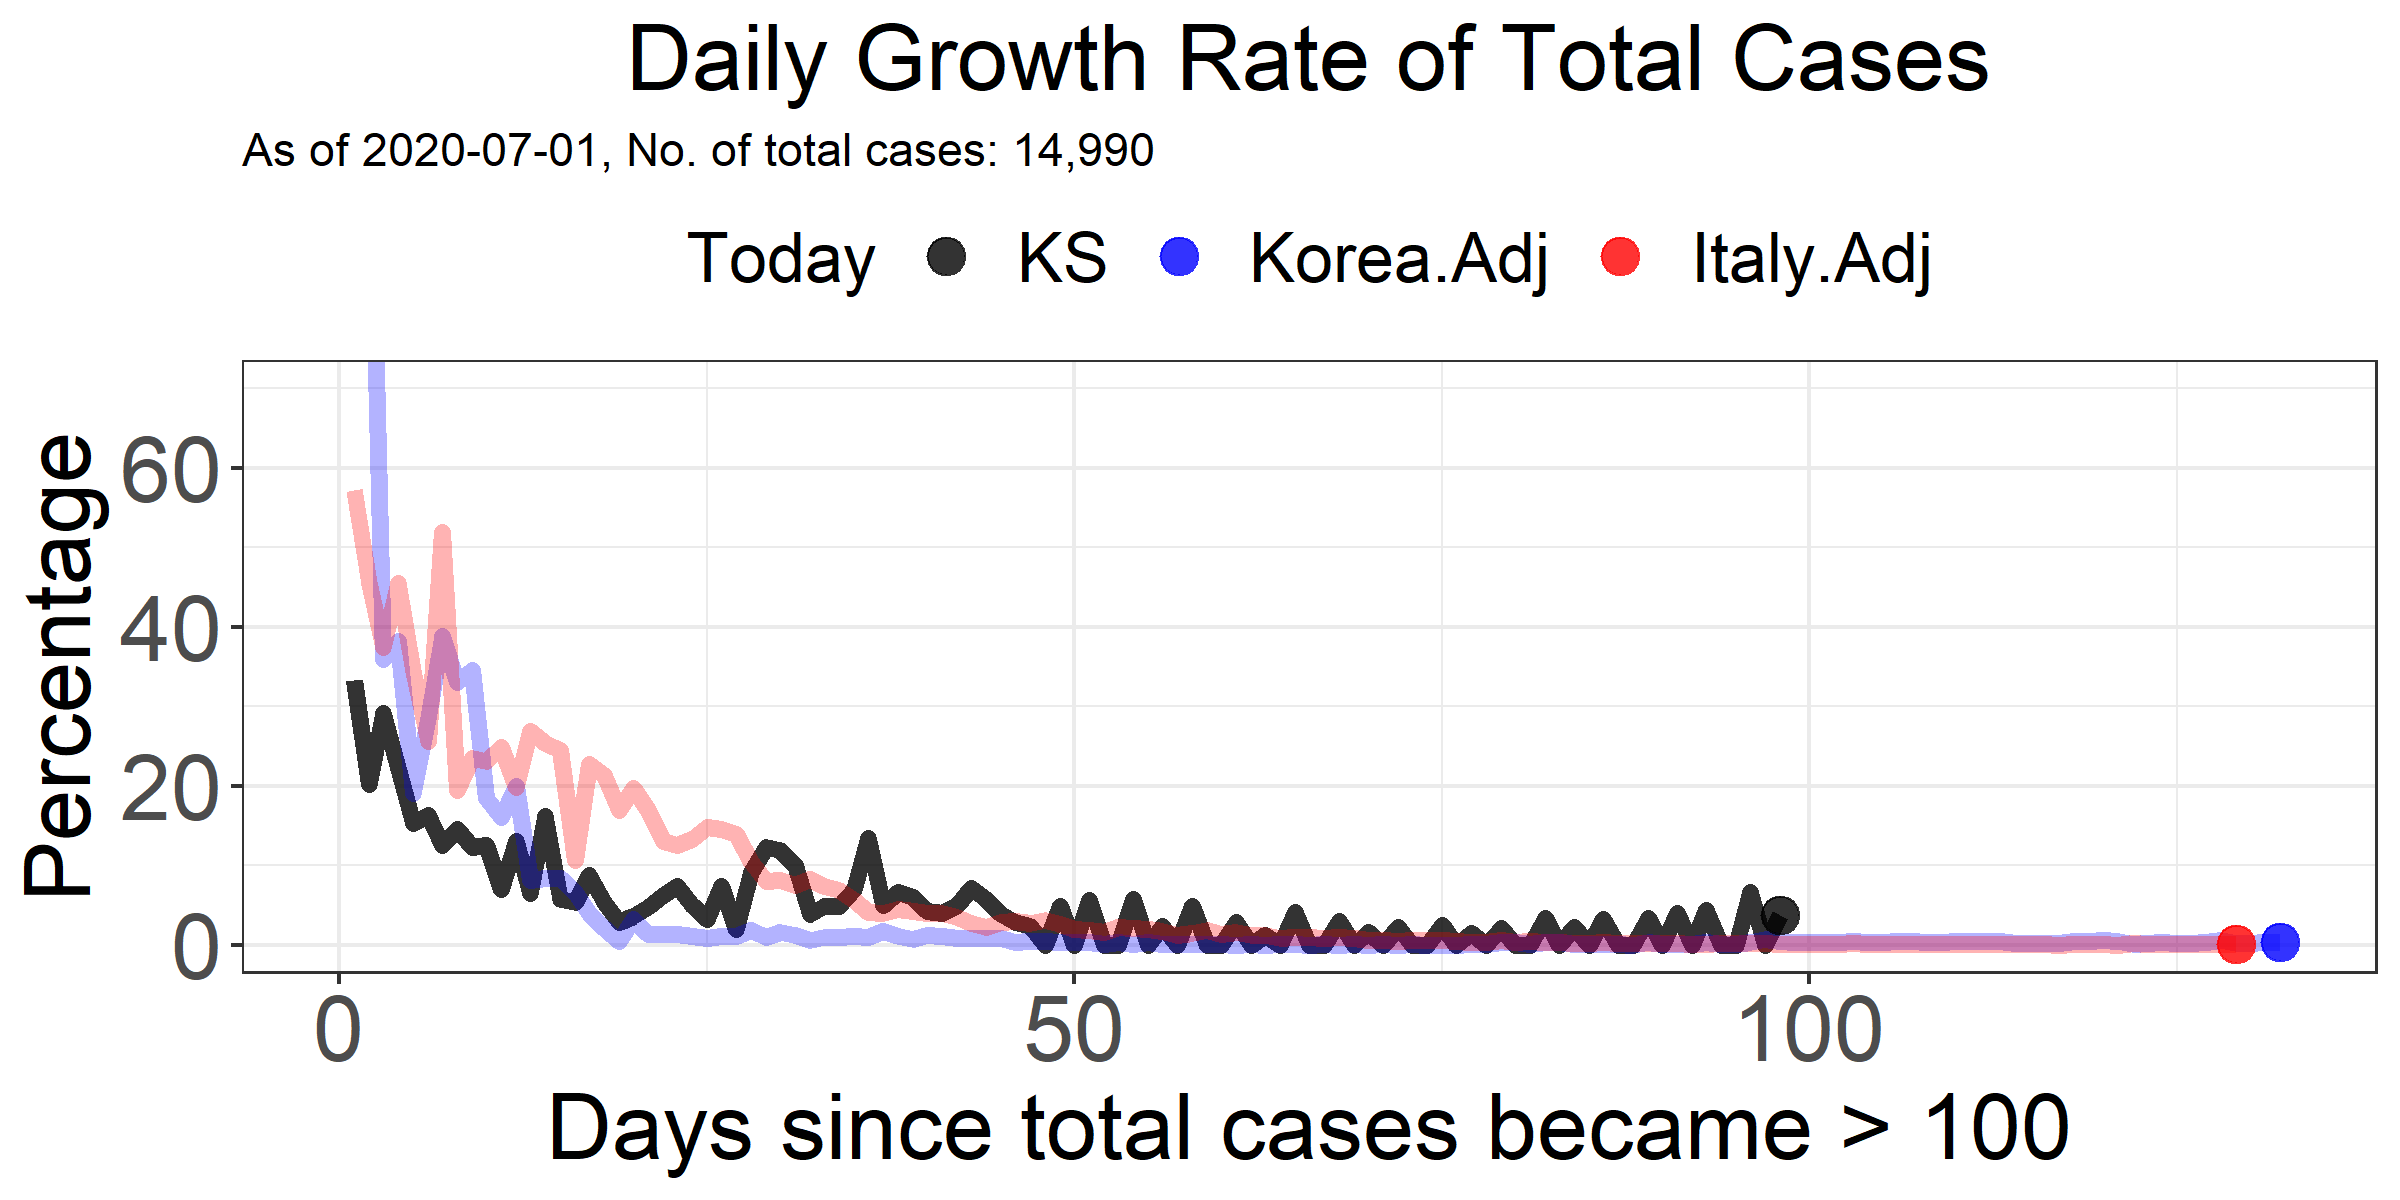 Daily Growth Rate of Total Cases
As of 2020-07-01, No. of total cases: 14,990
Today KS Korea.Adj Italy.Adj
Percentage
60
40
20
0
0 50 100
Days since total cases became > 100